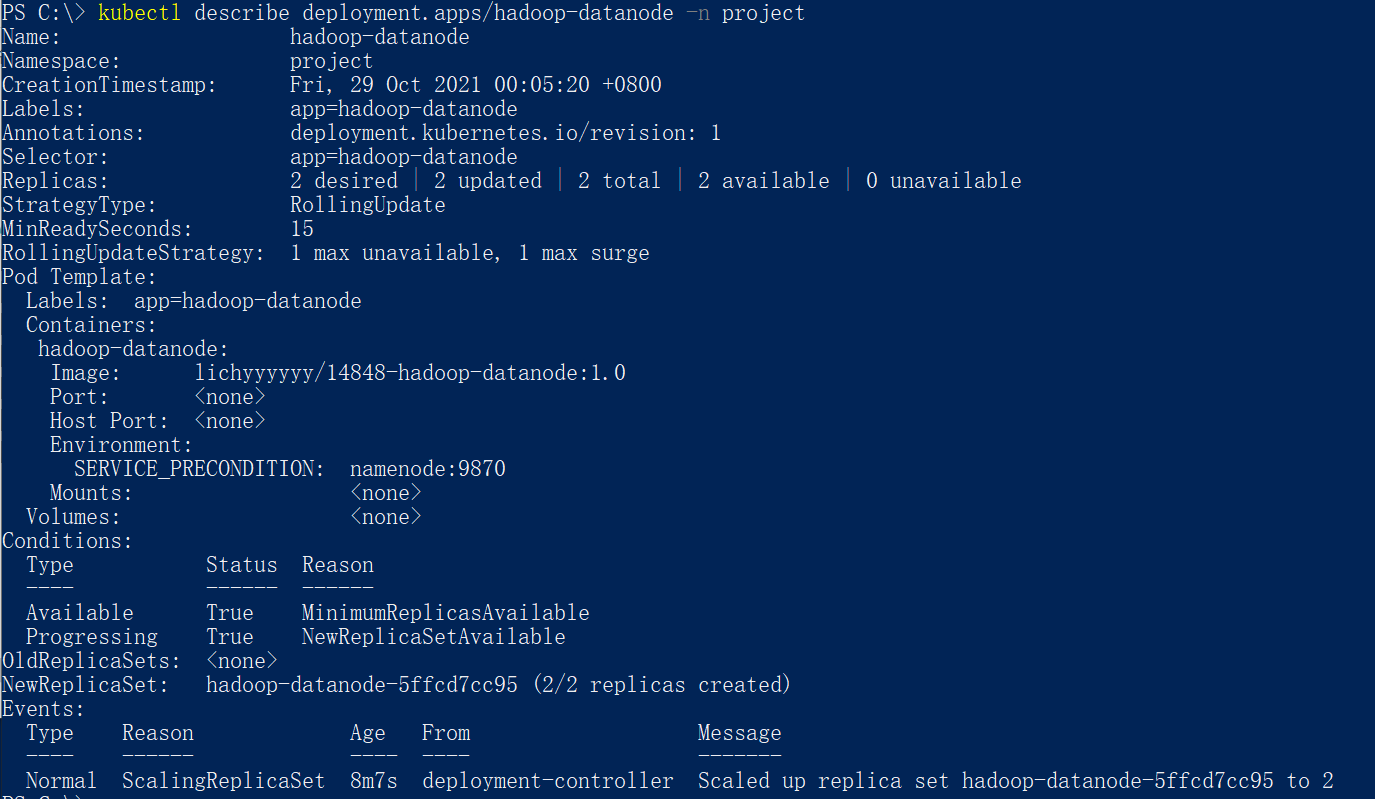 PS C:\> kubectl describe deployment.apps/hadoop-datanode -n project
Name:                   hadoop-datanode
Namespace:              project
CreationTimestamp:      Fri, 29 Oct 2021 00:05:20 +0800
Labels:                 app=hadoop-datanode
Annotations:            deployment.kubernetes.io/revision: 1
Selector:               app=hadoop-datanode
Replicas:               2 desired | 2 updated | 2 total | 2 available | 0 unavailable
StrategyType:           RollingUpdate
MinReadySeconds:        15
RollingUpdateStrategy:  1 max unavailable, 1 max surge
Pod Template:
  Labels:  app=hadoop-datanode
  Containers:
   hadoop-datanode:
    Image:      lichyyyyyy/14848-hadoop-datanode:1.0
    Port:       <none>
    Host Port:  <none>
    Environment:
      SERVICE_PRECONDITION:  namenode:9870
    Mounts:                  <none>
  Volumes:                   <none>
Conditions:
  Type           Status  Reason
  ----           ------  ------
  Available      True    MinimumReplicasAvailable
  Progressing    True    NewReplicaSetAvailable
OldReplicaSets:  <none>
NewReplicaSet:   hadoop-datanode-5ffcd7cc95 (2/2 replicas created)
Events:
  Type    Reason             Age   From                   Message
  ----    ------             ----  ----                   -------
  Normal  ScalingReplicaSet  8m7s  deployment-controller  Scaled up replica set hadoop-datanode-5ffcd7cc95 to 2
PS C:\>